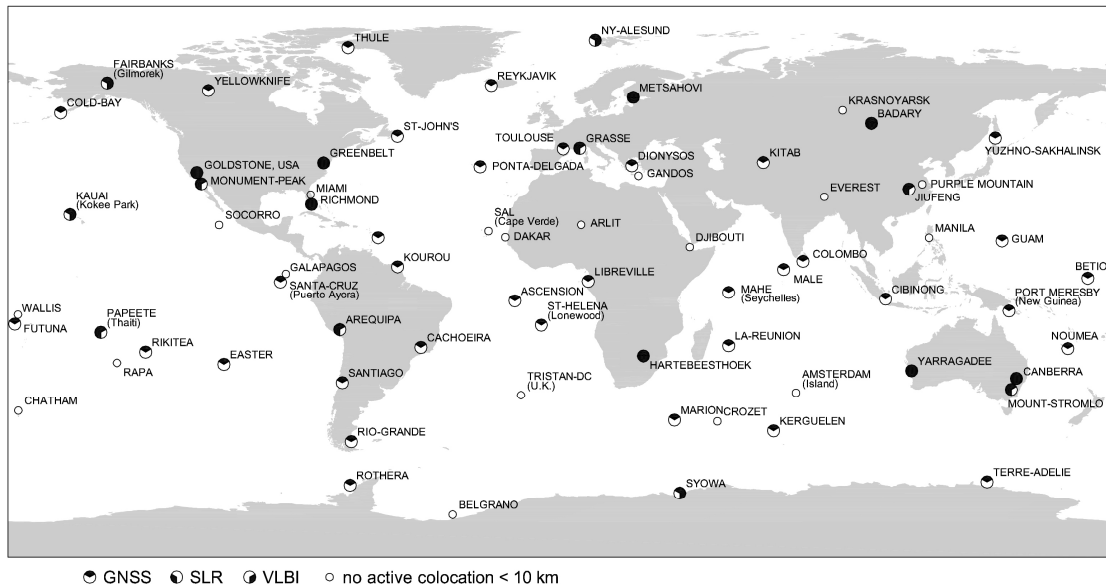 NY-ALESUND
THULE
FAIRBANKS
(Gilmorek)
YELLOWKNIFE
REYKJAVIK
METSAHOVI
COLD-BAY
KRASNOYARSK
BADARY
ST-JOHN'S
TOULOUSE
GRASSE
YUZHNO-SAKHALINSK
GREENBELT
GOLDSTONE, USA
PONTA-DELGADA
DIONYSOS
KITAB
GANDOS
MONUMENT-PEAK
MIAMI
RICHMOND
EVEREST
PURPLE MOUNTAIN
JIUFENG
KAUAI
(Kokee Park)
SOCORRO
SAL
(Cape Verde)
ARLIT
DAKAR
DJIBOUTI
MANILA
GUAM
COLOMBO
MALE
KOUROU
GALAPAGOS
SANTA-CRUZ
(Puerto Ayora)
LIBREVILLE
BETIO
ASCENSION
MAHE
(Seychelles)
CIBINONG
PORT MERESBY
(New Guinea)
ST-HELENA
(Lonewood)
WALLIS
FUTUNA
PAPEETE
(Thaiti)
AREQUIPA
RIKITEA
CACHOEIRA
LA-REUNION
NOUMEA
RAPA
EASTER
HARTEBEESTHOEK
YARRAGADEE
CANBERRA
SANTIAGO
TRISTAN-DC
(U.K.)
AMSTERDAM
(Island)
MOUNT-STROMLO
CHATHAM
MARION
CROZET
KERGUELEN
RIO-GRANDE
ROTHERA
SYOWA
TERRE-ADELIE
BELGRANO
GNSS SLR VLBI no active colocation < 10 km